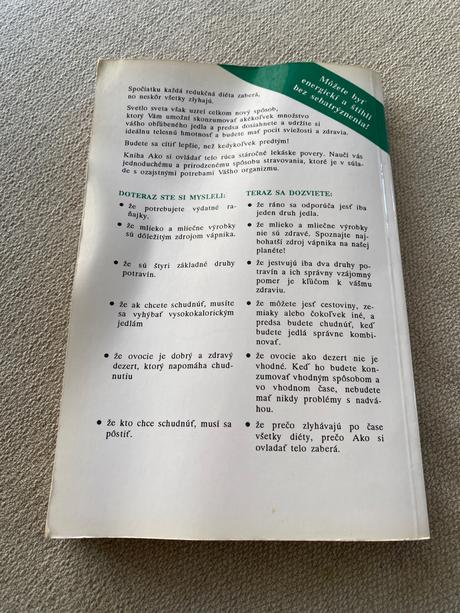 Môžete byť
energickí a štíhli
bez sebatrýznenia!
Spočiatku každá redukčná diéta zaberá,
no neskôr všetky zlyhajú.
Svetlo sveta však uzrel celkom nový spôsob,
ktorý Vám umožní skonzumovať akékoľvek množstvo
vášho obľúbeného jedla a predsa dosiahnete a udržíte si
ideálnu telesnú hmotnosť a budete mať pocit sviežosti a zdravia.
Budete sa cítiť lepšie, než kedykoľvek predtým!
Kniha Ako si ovládať telo rúca stáročné lekáske povery. Naučí vás
jednoduchému a prirodzenému spôsobu stravovania, ktoré je v súla-
de s ozajstnými potrebami Vášho organizmu.
DOTERAZ STE SI MYSLELI:
• že potrebujete výdatné ra-
ňajky,
• že mlieko a mliečne výrobky
sú dôležitým zdrojom vápnika.
• že sú štyri základné druhy
potravín.
• že ak chcete schudnúť, musíte
sa vyhýbať vysokokalorickým
jedlám
• že ovocie je dobrý a zdravý
dezert, ktorý napomáha chud-
nutiu
• že kto chce schudnúť, musí sa
pôstiť.
TERAZ SA DOZVIETE:
• že ráno sa odporúča jesť iba
jeden druh jedla.
• že mlieko a mliečne výrobky
nie sú zdravé. Spoznajte naj-
bohatší zdroj vápnika na našej
planéte!
• že jestvujú iba dva druhy po-
travín a ich správny vzájomný
pomer je kľúčom k vášmu
zdraviu.
• že môžete jesť cestoviny, ze-
miaky alebo čokoľvek iné, a
predsa budete chudnúť, keď
budete jedlá správne kombi-
novať.
• že ovocie ako dezert nie je
vhodné. Keď ho budete kon-
zumovať vhodným spôsobom a
vo vhodnom čase, nebudete
mať nikdy problémy s nadvá-
hou.
• že prečo zlyhávajú po čase
všetky diéty, prečo Ako si
ovládať telo zaberá.